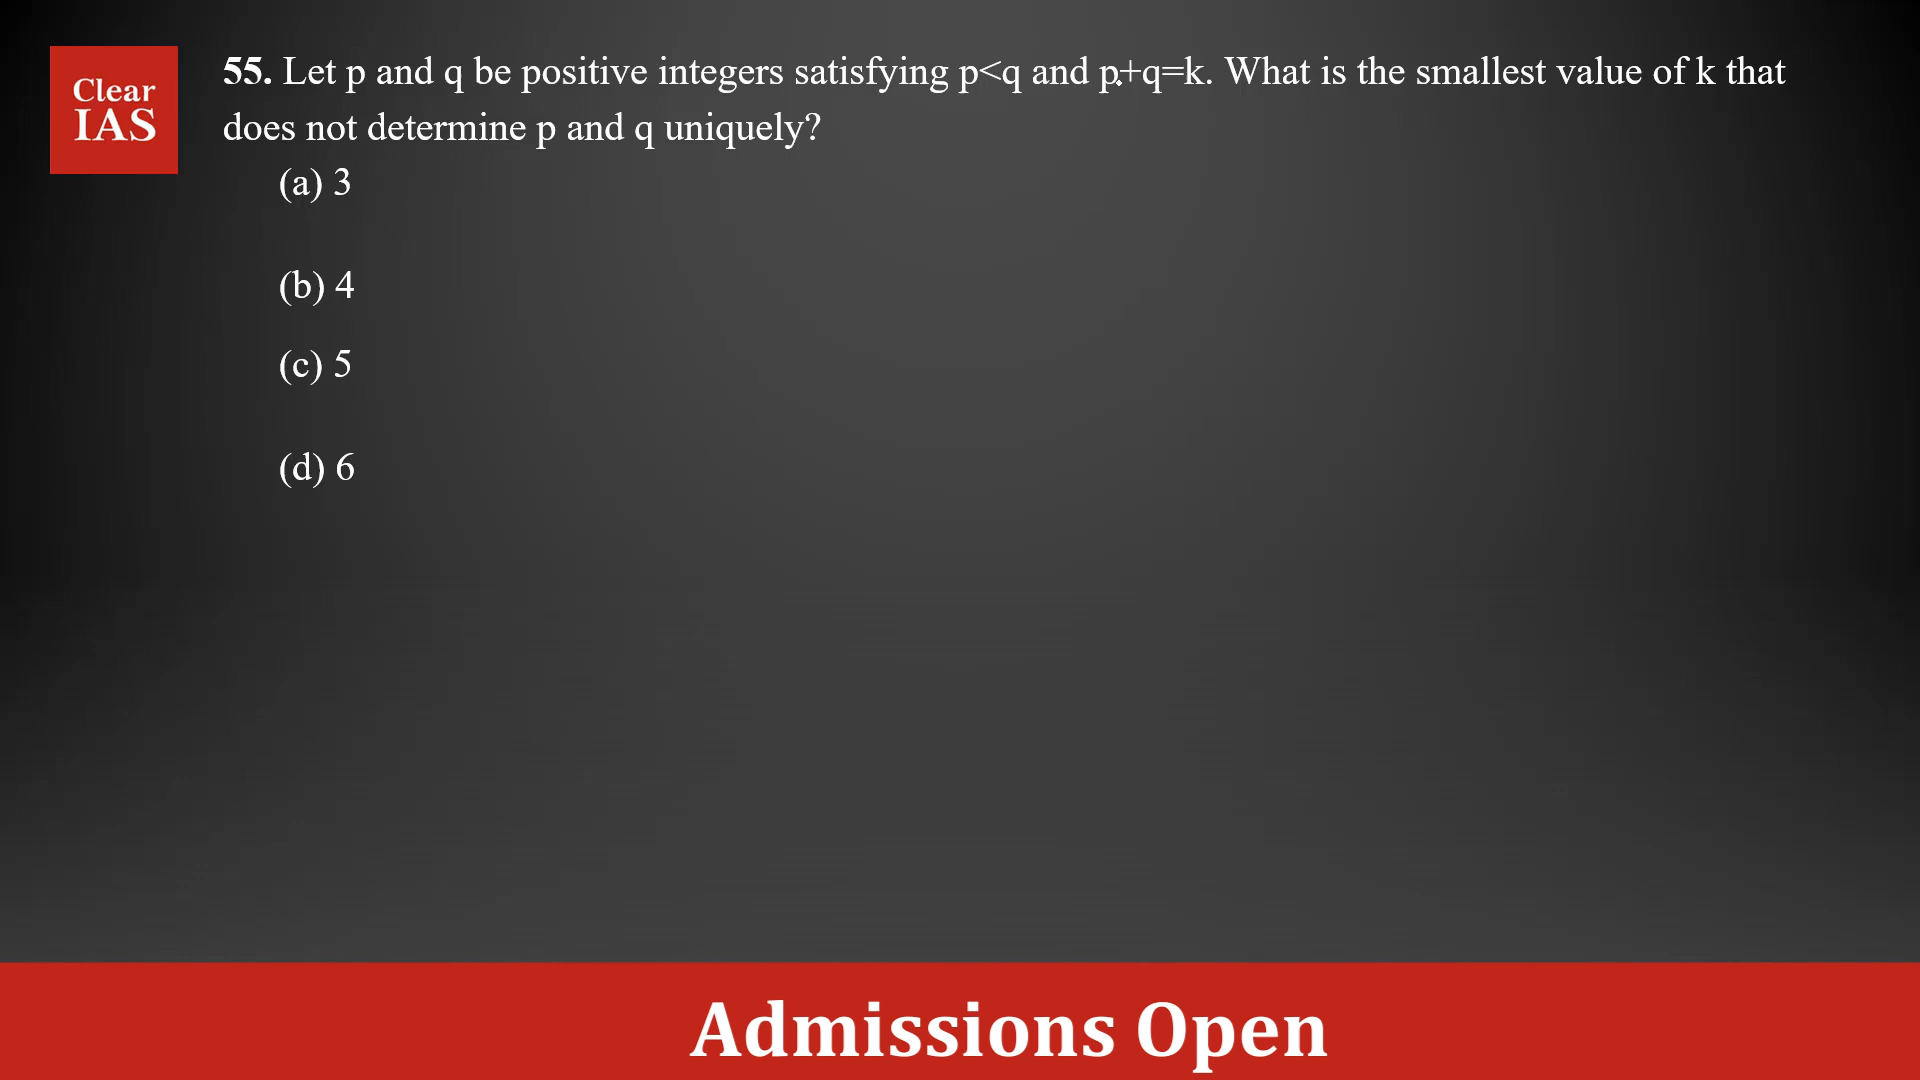 Clear
IAS
55. Let p and q be positive integers satisfying p<q and p+q=k. What is the smallest value of k that
does not determine p and q uniquely?
(a) 3
(b) 4
(c) 5
(d) 6
Admissions Open